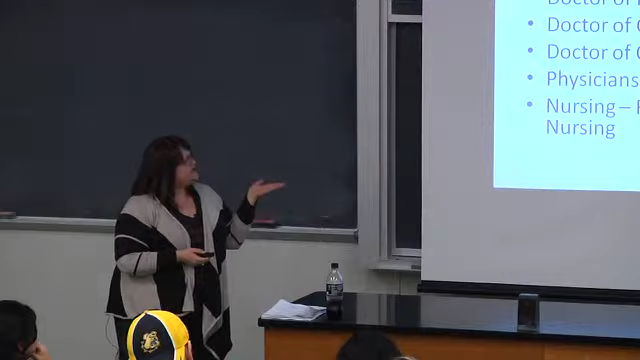 Doctor of
• Doctor of
• Doctor of
• Physicians
• Nursing –
Nursing